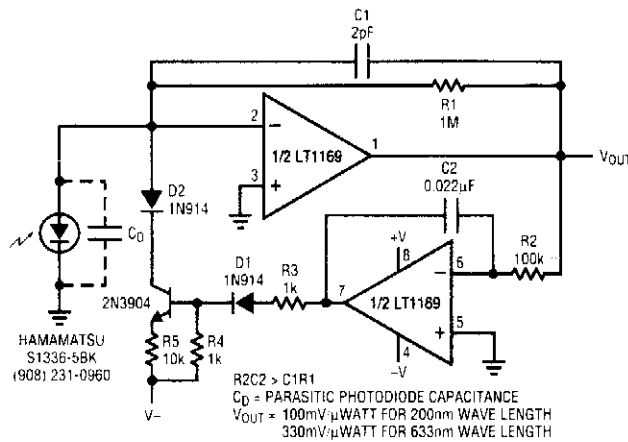 C1
2pF
R1
1M
2
−
1/2 LT1169
1
3
+
VOUT
C2
0.022µF
D2
1N914
CD
+V
8
R2
100k
D1
1N914
R3
1k
7
−
6
2N3904
1/2 LT1169
+
5
4
−V
R5
10k
R4
1k
HAMAMATSU
S1336-5BK
(908) 231-0960
V−
R2C2 > C1R1
CD = PARASITIC PHOTODIODE CAPACITANCE
VOUT = 100mV/µWATT FOR 200nm WAVE LENGTH
330mV/µWATT FOR 633nm WAVE LENGTH